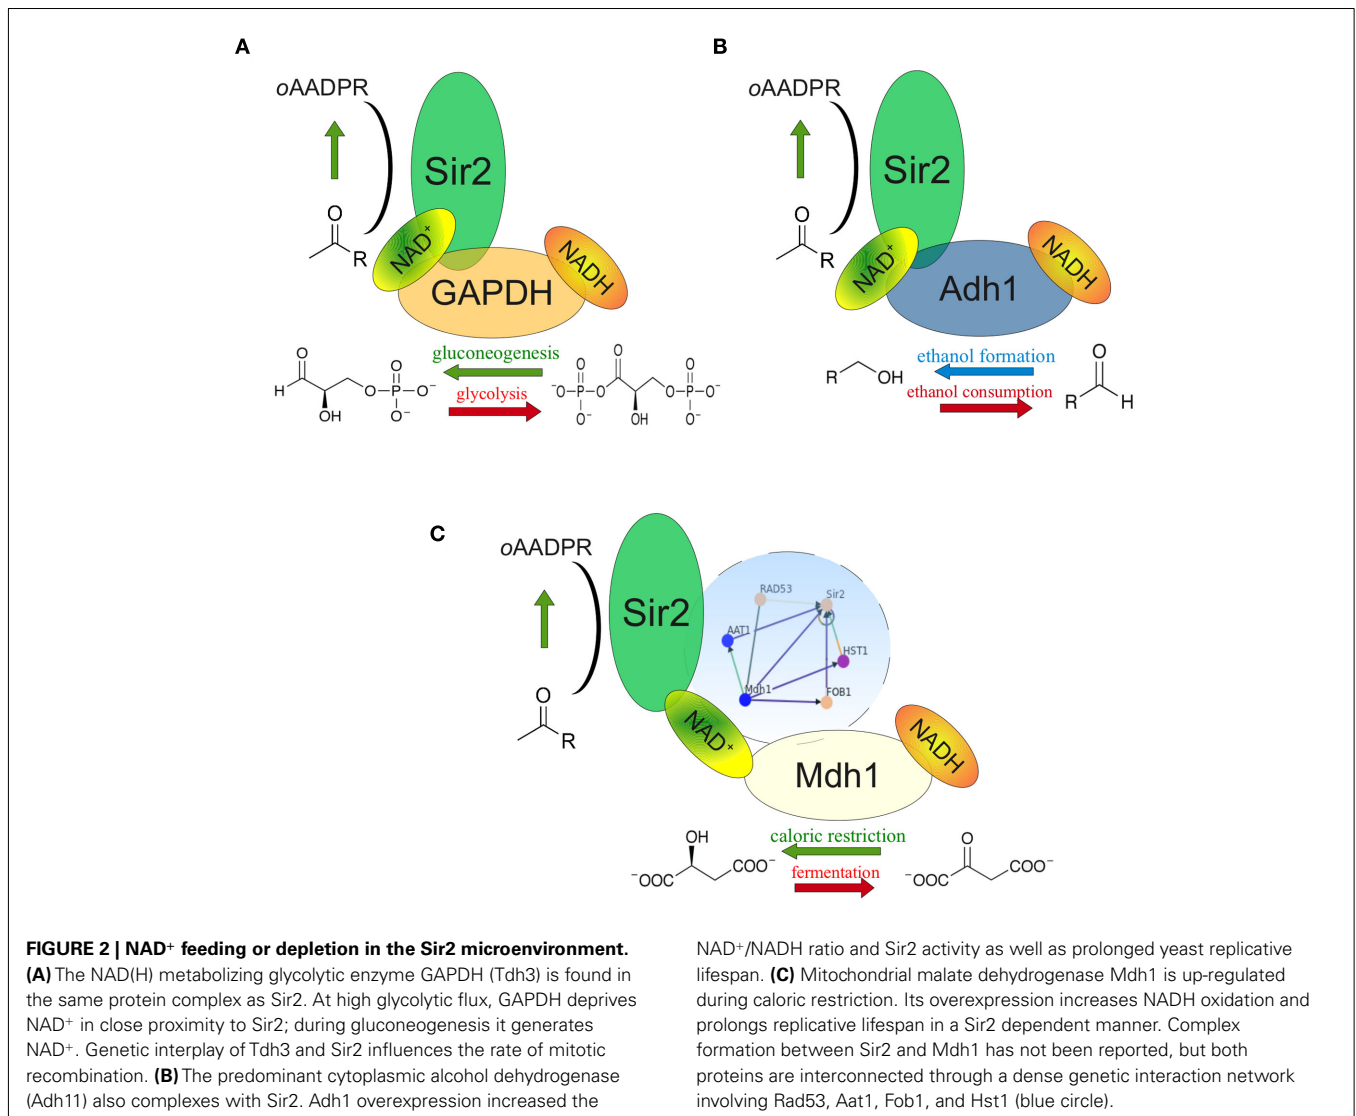 A
oAADPR
Sir2
O
R
NAD+
NADH
GAPDH
gluconeogenesis
glycolysis
O
H
OH
O
P
O
O−
O−
O
−O
P
O
O−
O
OH
O
P
O
O−
O−
B
oAADPR
Sir2
O
R
NAD+
NADH
Adh1
ethanol formation
ethanol consumption
R
OH
O
R
H
C
oAADPR
Sir2
O
R
RAD53
Sir2
AAT1
HST1
Mdh1
FOB1
NAD+
NADH
Mdh1
caloric restriction
fermentation
OH
−OOC
COO−
O
−OOC
COO−
FIGURE 2 | NAD+ feeding or depletion in the Sir2 microenvironment.
(A) The NAD(H) metabolizing glycolytic enzyme GAPDH (Tdh3) is found in
the same protein complex as Sir2. At high glycolytic flux, GAPDH deprives
NAD+ in close proximity to Sir2; during gluconeogenesis it generates
NAD+. Genetic interplay of Tdh3 and Sir2 influences the rate of mitotic
recombination. (B) The predominant cytoplasmic alcohol dehydrogenase
(Adh11) also complexes with Sir2. Adh1 overexpression increased the
NAD+/NADH ratio and Sir2 activity as well as prolonged yeast replicative
lifespan. (C) Mitochondrial malate dehydrogenase Mdh1 is up-regulated
during caloric restriction. Its overexpression increases NADH oxidation and
prolongs replicative lifespan in a Sir2 dependent manner. Complex
formation between Sir2 and Mdh1 has not been reported, but both
proteins are interconnected through a dense genetic interaction network
involving Rad53, Aat1, Fob1, and Hst1 (blue circle).